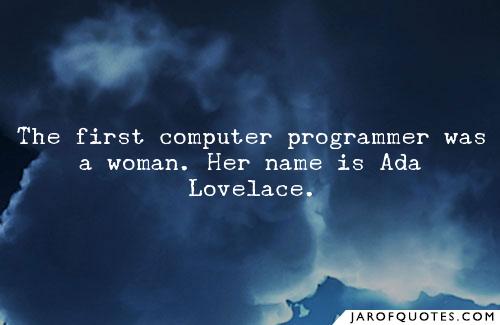 The first computer programmer was
a woman. Her name is Ada
Lovelace.
JAROFQUOTES.COM